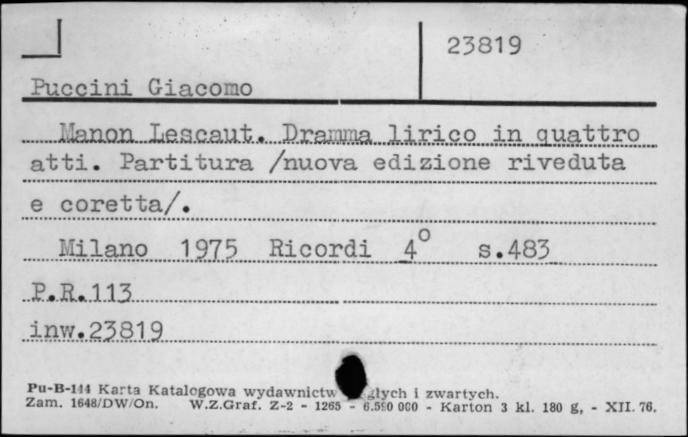 23819
Puccini Giacomo
Manon Lescaut. Dramma lirico in quattro
atti. Partitura /nuova edizione riveduta
e coretta/.
Milano 1975 Ricordi 4° s.483
P.R.113
inw.23819
Pu-B-144 Karta Katalogowa wydawnictw głych i zwartych.
Zam. 1648/DW/On. W.Z.Graf. Z-2 - 1265 - 6.590 000 - Karton 3 kl. 180 g, - XII. 76.